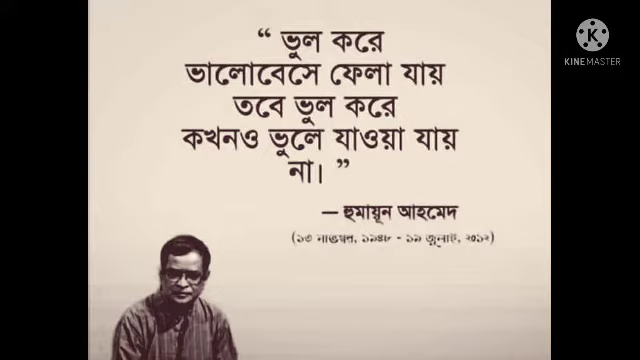 “ ভুল করে
ভালোবেসে ফেলা যায়
তবে ভুল করে
কখনও ভুলে যাওয়া যায়
না। ”
— হুমায়ূন আহমেদ
(১৩ নভেম্বর, ১৯৪৮ - ১৯ জুলাই, ২০১২)
KINEMASTER